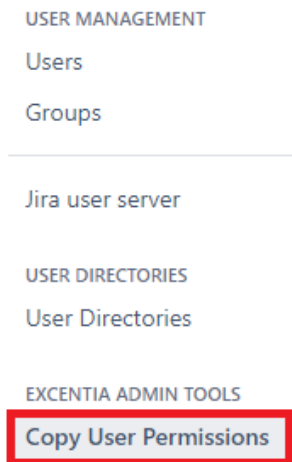 USER MANAGEMENT
Users
Groups
Jira user server
USER DIRECTORIES
User Directories
EXCENTIA ADMIN TOOLS
Copy User Permissions